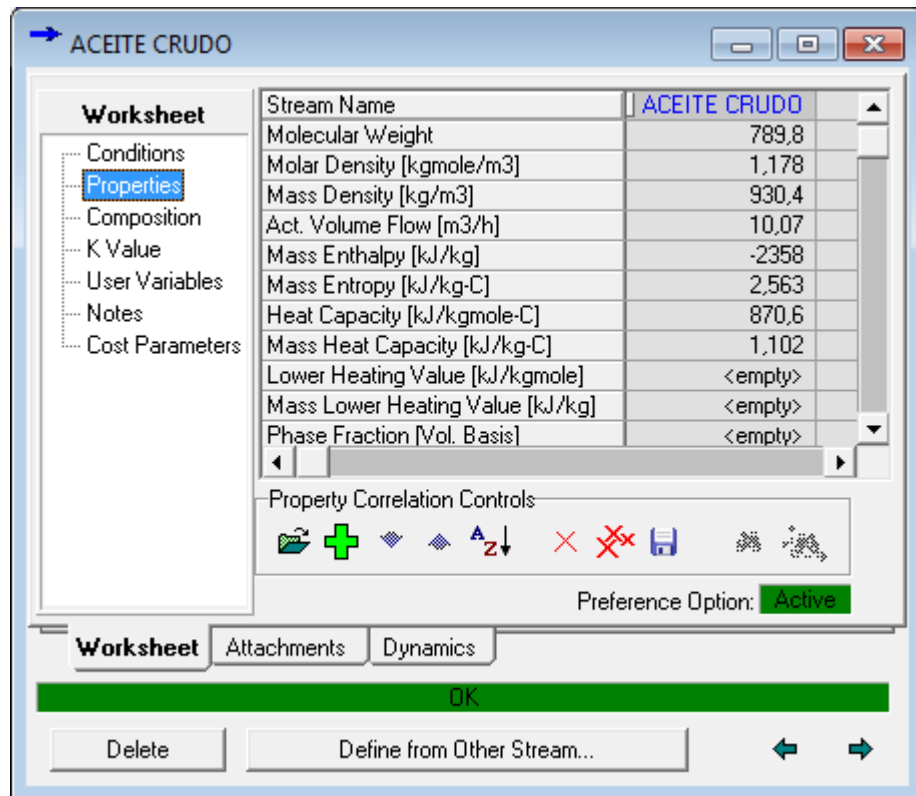 ACEITE CRUDO
Worksheet
Conditions
Properties
Composition
K Value
User Variables
Notes
Cost Parameters
Stream Name ACEITE CRUDO
Molecular Weight 789,8
Molar Density [kgmole/m3] 1,178
Mass Density [kg/m3] 930,4
Act. Volume Flow [m3/h] 10,07
Mass Enthalpy [kJ/kg] -2358
Mass Entropy [kJ/kg-C] 2,563
Heat Capacity [kJ/kgmole-C] 870,6
Mass Heat Capacity [kJ/kg-C] 1,102
Lower Heating Value [kJ/kgmole] <empty>
Mass Lower Heating Value [kJ/kg] <empty>
Phase Fraction [Vol. Basis] <empty>
Property Correlation Controls
Preference Option: Active
Worksheet Attachments Dynamics
OK
Delete Define from Other Stream...